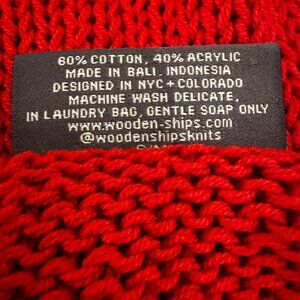 60% COTTON, 40% ACRYLIC
MADE IN BALI, INDONESIA
DESIGNED IN NYC + COLORADO
MACHINE WASH DELICATE,
IN LAUNDRY BAG, GENTLE SOAP ONLY
www.wooden-ships.com
@woodenshipsknits